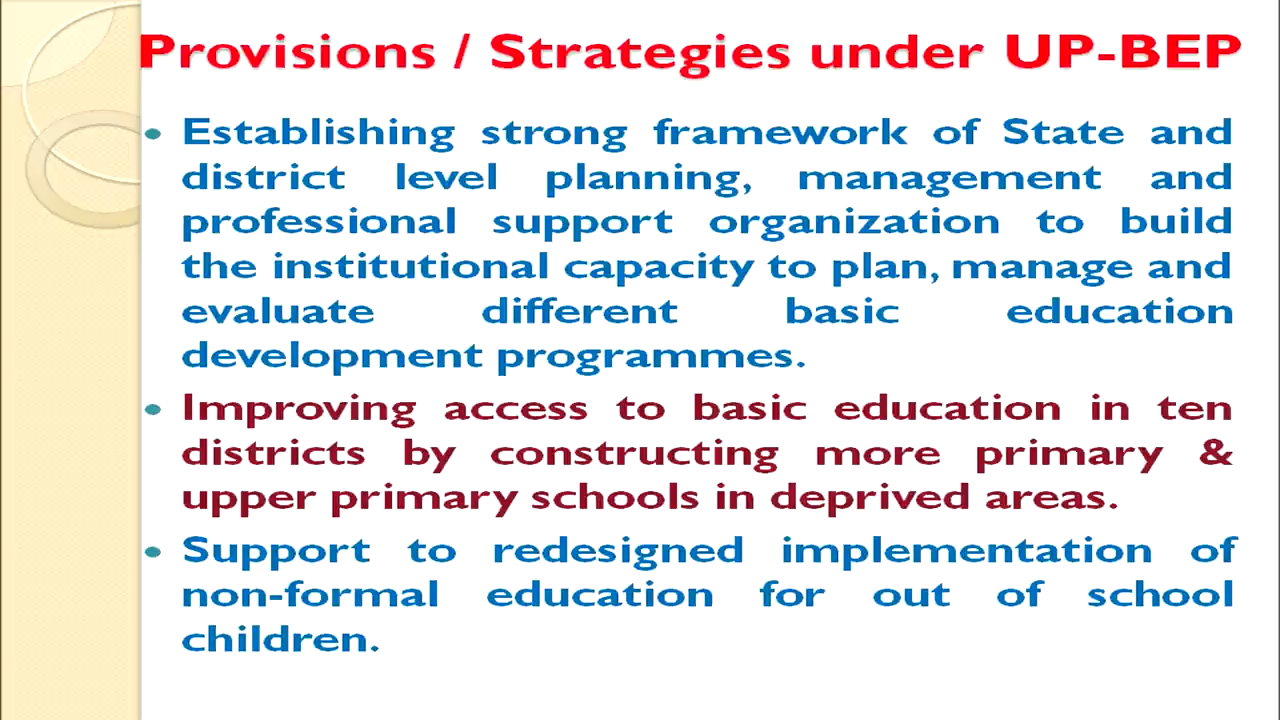 Provisions / Strategies under UP-BEP
• Establishing strong framework of State and
district level planning, management and
professional support organization to build
the institutional capacity to plan, manage and
evaluate different basic education
development programmes.
• Improving access to basic education in ten
districts by constructing more primary &
upper primary schools in deprived areas.
• Support to redesigned implementation of
non-formal education for out of school
children.